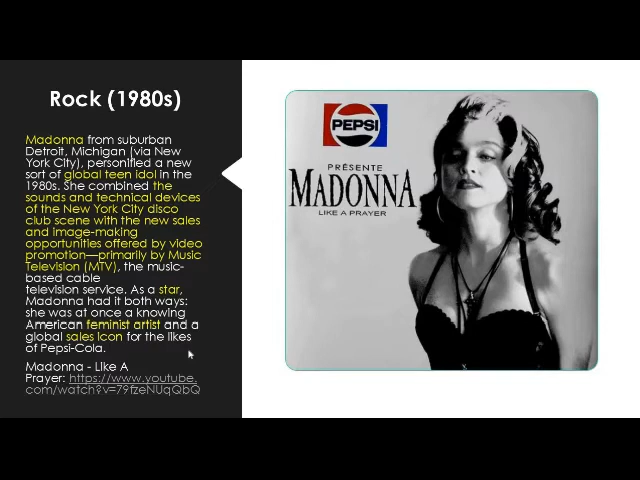 Rock (1980s)
Madonna from suburban
Detroit, Michigan (via New
York City), personified a new
sort of global teen idol in the
1980s. She combined the
sounds and technical devices
of the New York City disco
club scene with the new sales
and image-making
opportunities offered by video
promotion—primarily by Music
Television (MTV), the music-
based cable
television service. As a star,
Madonna had it both ways:
she was at once a knowing
American feminist artist and a
global sales icon for the likes
of Pepsi-Cola.
Madonna - Like A
Prayer: https://www.youtube.
com/watch?v=79fzeNUqQbQ
PEPSI
PRÉSENTE
MADONNA
LIKE A PRAYER